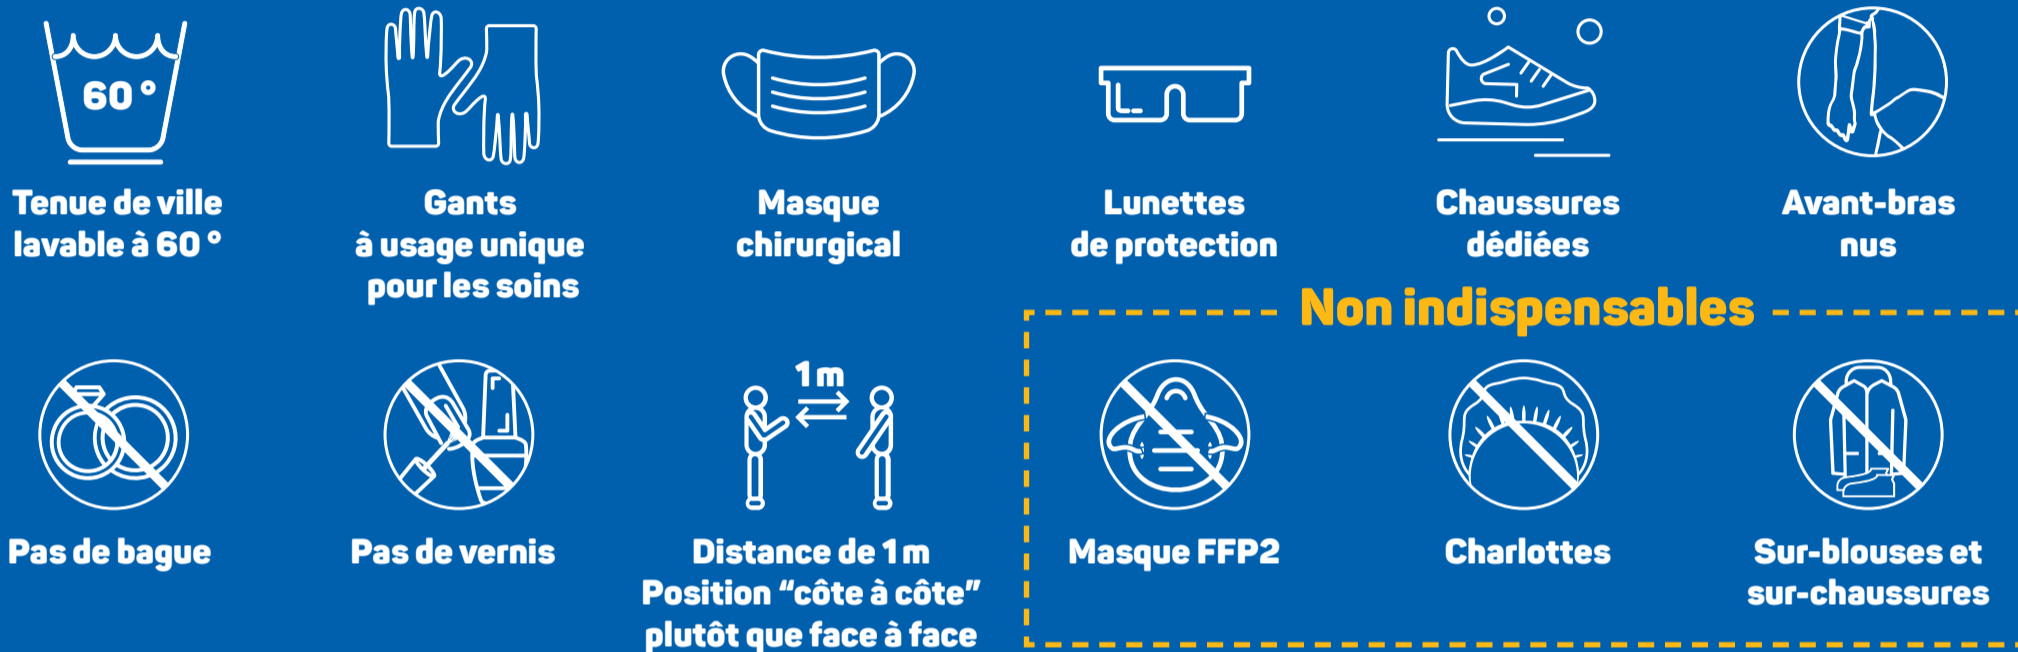 60 °
Tenue de ville
lavable à 60 °
Gants
à usage unique
pour les soins
Masque
chirurgical
Lunettes
de protection
Chaussures
dédiées
Avant-bras
nus
Non indispensables
Pas de bague
Pas de vernis
1 m
Distance de 1 m
Position “côte à côte”
plutôt que face à face
Masque FFP2
Charlottes
Sur-blouses et
sur-chaussures